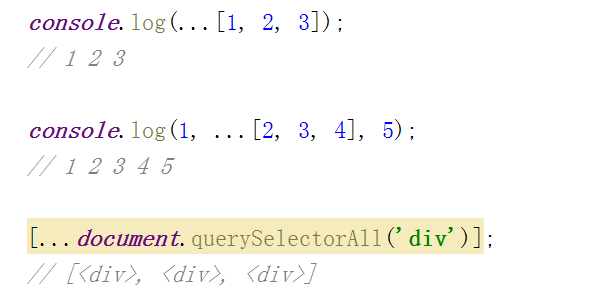 console.log(...[1, 2, 3]);
// 1 2 3
console.log(1, ...[2, 3, 4], 5);
// 1 2 3 4 5
[...document.querySelectorAll('div')];
// [<div>, <div>, <div>]